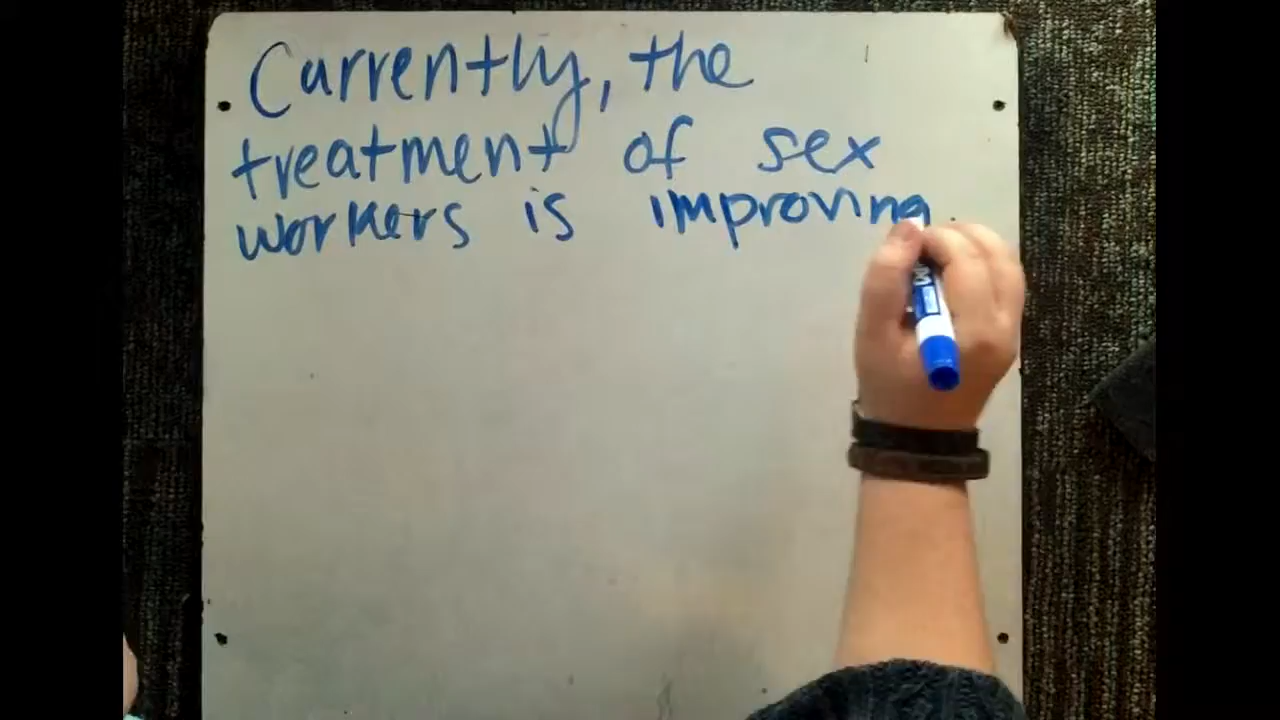 Currently, the
treatment of sex
workers is improving.